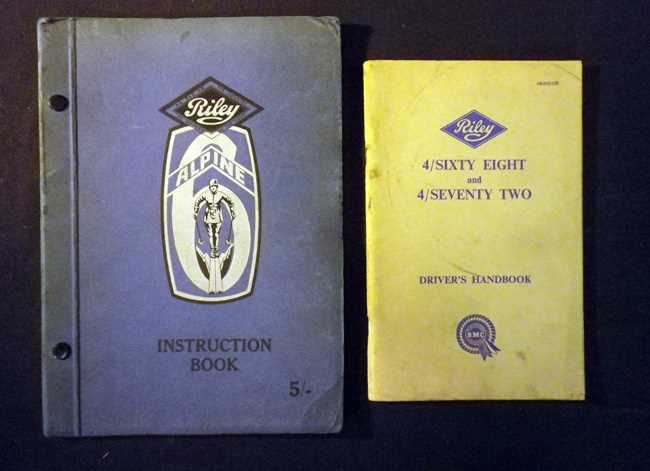 Riley
ALPINE
6
INSTRUCTION
BOOK
5/-
Riley
4/SIXTY EIGHT
and
4/SEVENTY TWO
DRIVER'S HANDBOOK
BMC